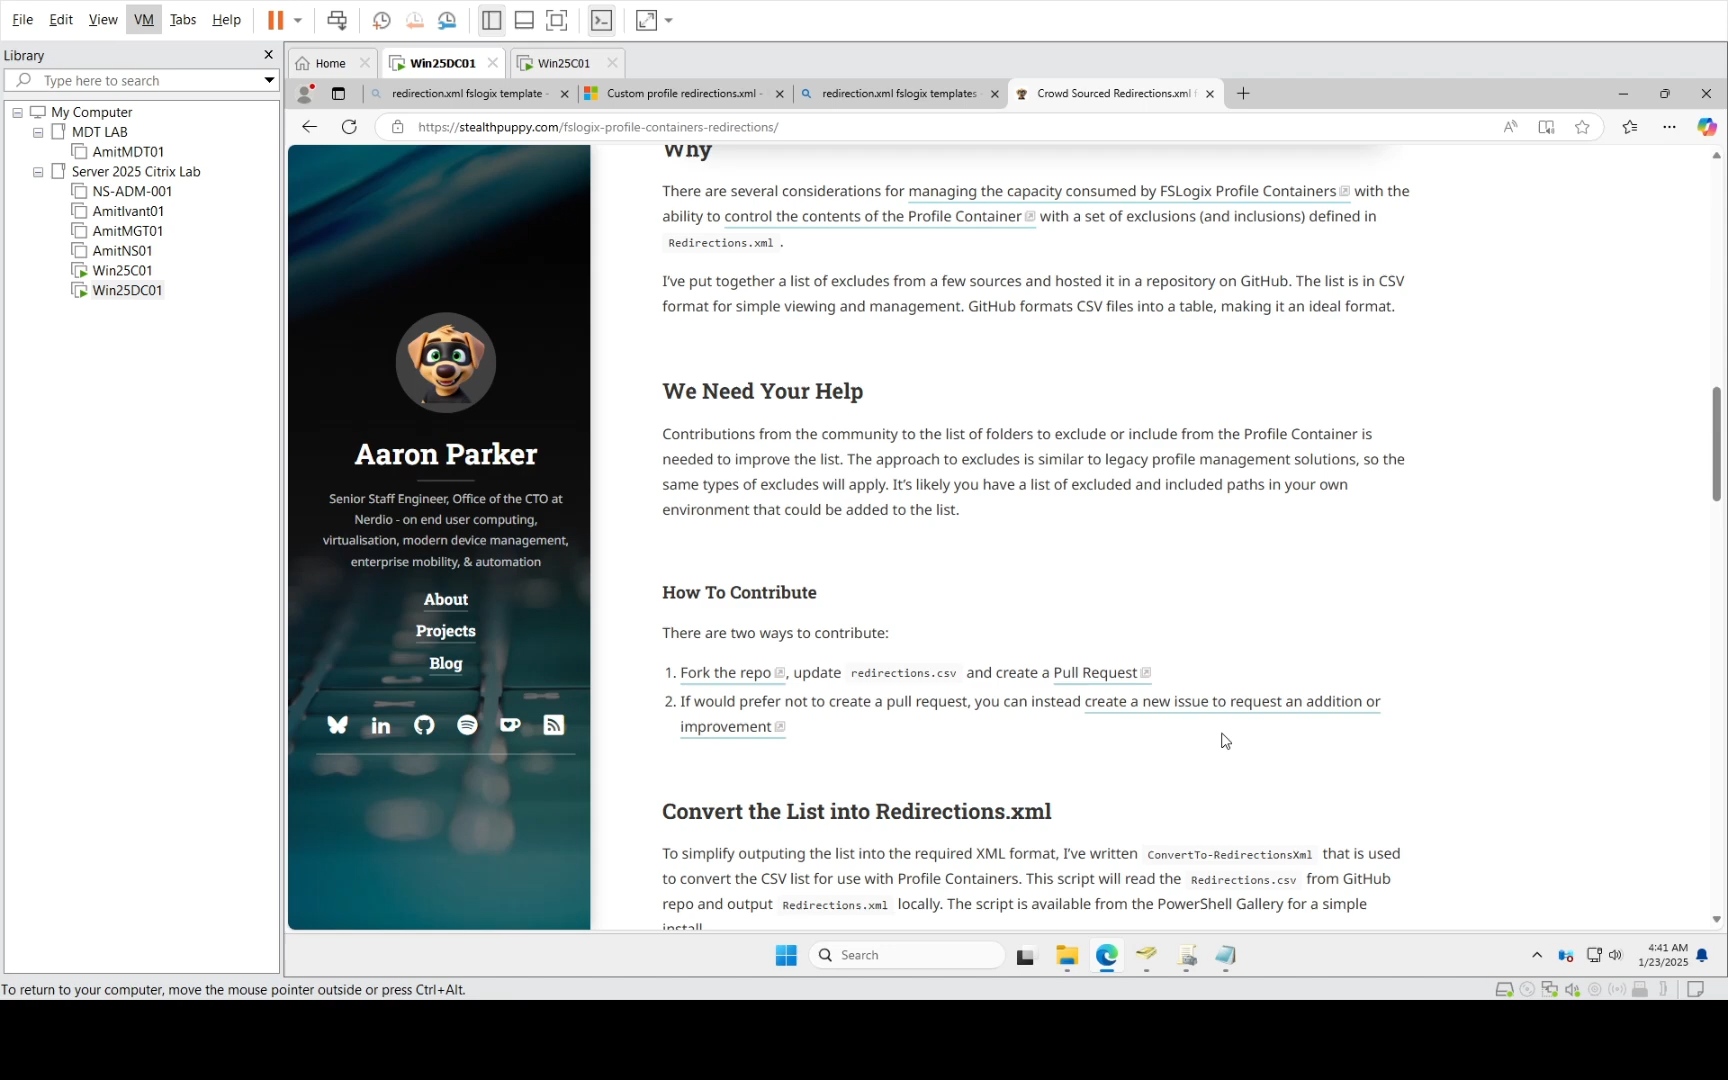 File Edit View VM Tabs Help
Library
Home
Win25DC01
Win25C01
Type here to search
redirection.xml fslogix template -
Custom profile redirections.xml -
redirection.xml fslogix templates
Crowd Sourced Redirections.xml f
https://stealthpuppy.com/fslogix-profile-containers-redirections/
My Computer
MDT LAB
AmitMDT01
Server 2025 Citrix Lab
NS-ADM-001
AmitIvant01
AmitMGT01
AmitNS01
Win25C01
Win25DC01
Aaron Parker
Senior Staff Engineer, Office of the CTO at
Nerdio - on end user computing,
virtualisation, modern device management,
enterprise mobility, & automation
About
Projects
Blog
Why
There are several considerations for managing the capacity consumed by FSLogix Profile Containers with the
ability to control the contents of the Profile Container with a set of exclusions (and inclusions) defined in
Redirections.xml .
I've put together a list of excludes from a few sources and hosted it in a repository on GitHub. The list is in CSV
format for simple viewing and management. GitHub formats CSV files into a table, making it an ideal format.
We Need Your Help
Contributions from the community to the list of folders to exclude or include from the Profile Container is
needed to improve the list. The approach to excludes is similar to legacy profile management solutions, so the
same types of excludes will apply. It's likely you have a list of excluded and included paths in your own
environment that could be added to the list.
How To Contribute
There are two ways to contribute:
1. Fork the repo, update redirections.csv and create a Pull Request
2. If would prefer not to create a pull request, you can instead create a new issue to request an addition or
improvement
Convert the List into Redirections.xml
To simplify outputing the list into the required XML format, I've written ConvertTo-RedirectionsXml that is used
to convert the CSV list for use with Profile Containers. This script will read the Redirections.csv from GitHub
repo and output Redirections.xml locally. The script is available from the PowerShell Gallery for a simple
install
Search
4:41 AM
1/23/2025
To return to your computer, move the mouse pointer outside or press Ctrl+Alt.